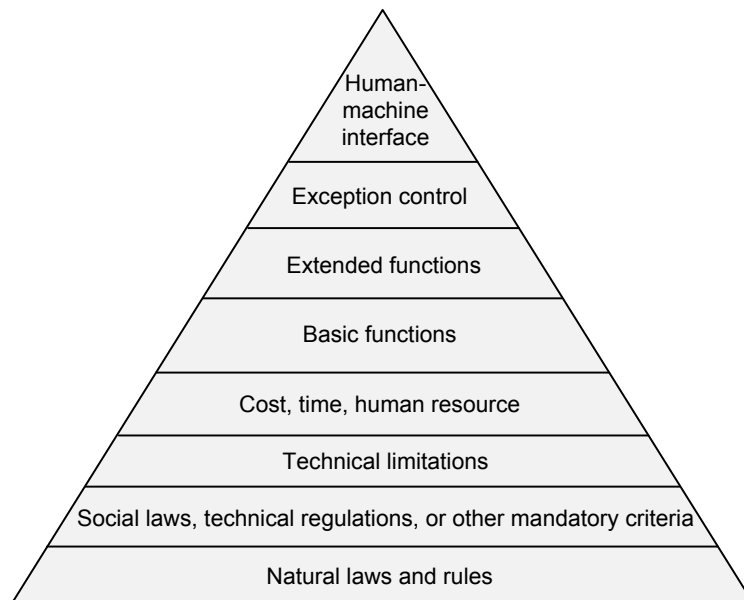 Human-
machine
interface
Exception control
Extended functions
Basic functions
Cost, time, human resource
Technical limitations
Social laws, technical regulations, or other mandatory criteria
Natural laws and rules